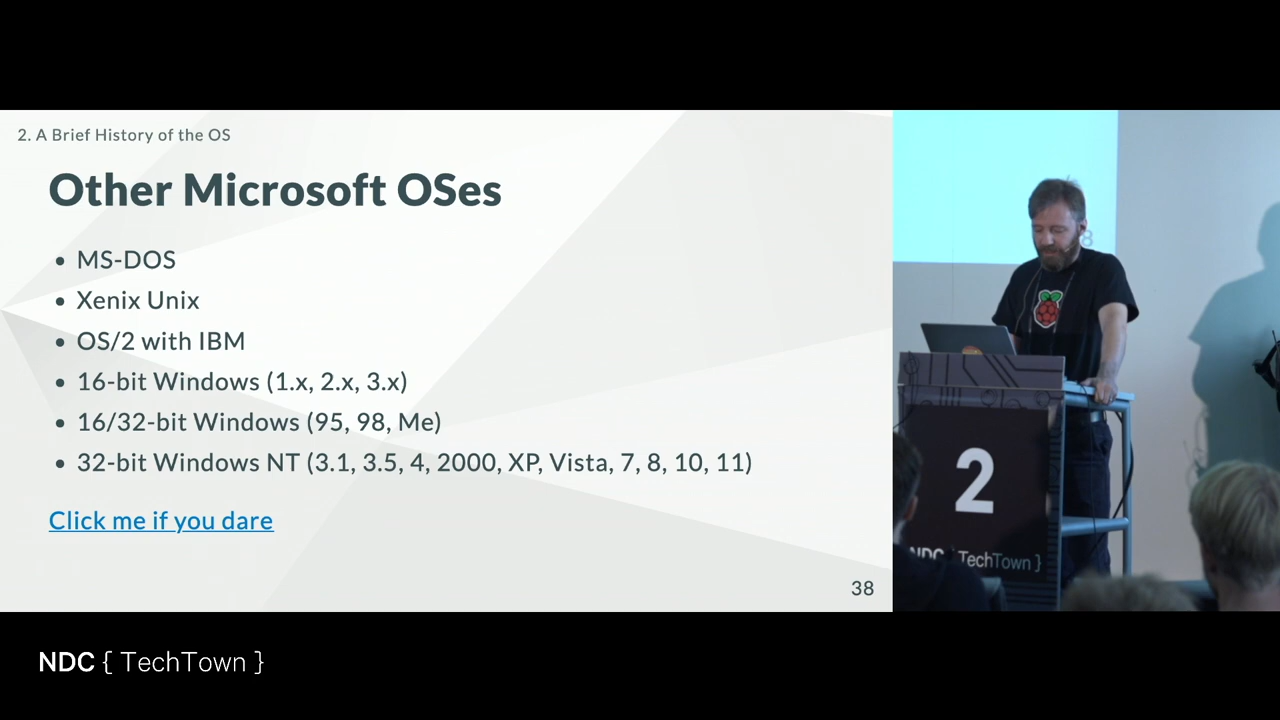 2. A Brief History of the OS
Other Microsoft OSes
• MS-DOS
• Xenix Unix
• OS/2 with IBM
• 16-bit Windows (1.x, 2.x, 3.x)
• 16/32-bit Windows (95, 98, Me)
• 32-bit Windows NT (3.1, 3.5, 4, 2000, XP, Vista, 7, 8, 10, 11)
Click me if you dare
38
8
2
NDC { TechTown }
NDC { TechTown }